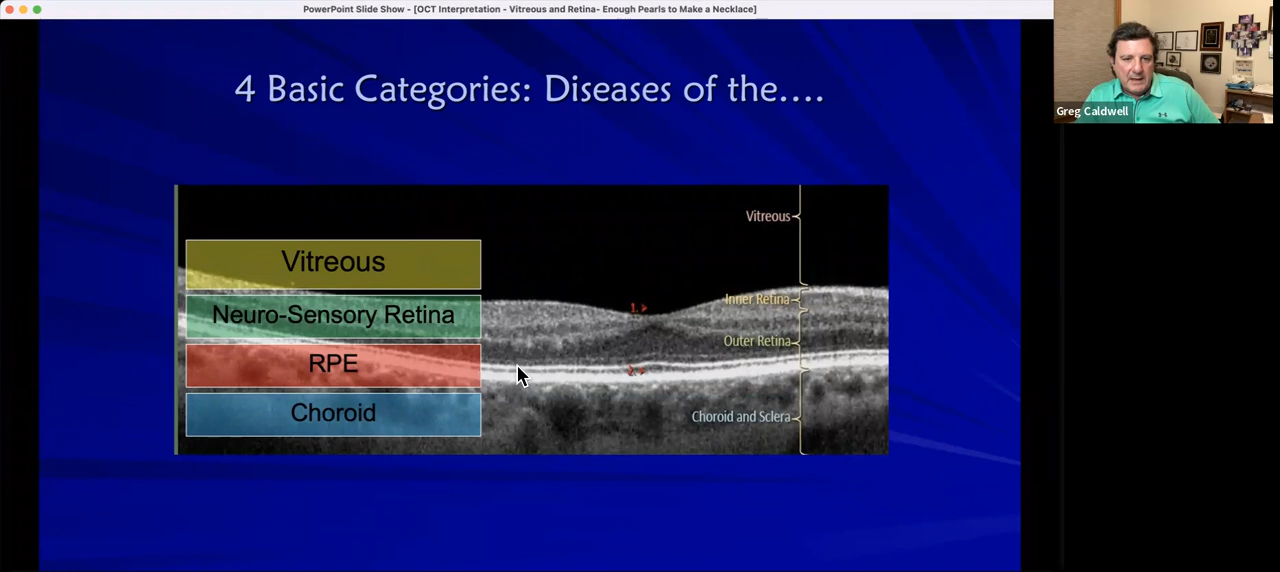 PowerPoint Slide Show - [OCT Interpretation - Vitreous and Retina- Enough Pearls to Make a Necklace]
Greg Caldwell
4 Basic Categories: Diseases of the....
Vitreous
Vitreous
Inner Retina
Neuro-Sensory Retina
Outer Retina
RPE
Choroid
Choroid and Sclera